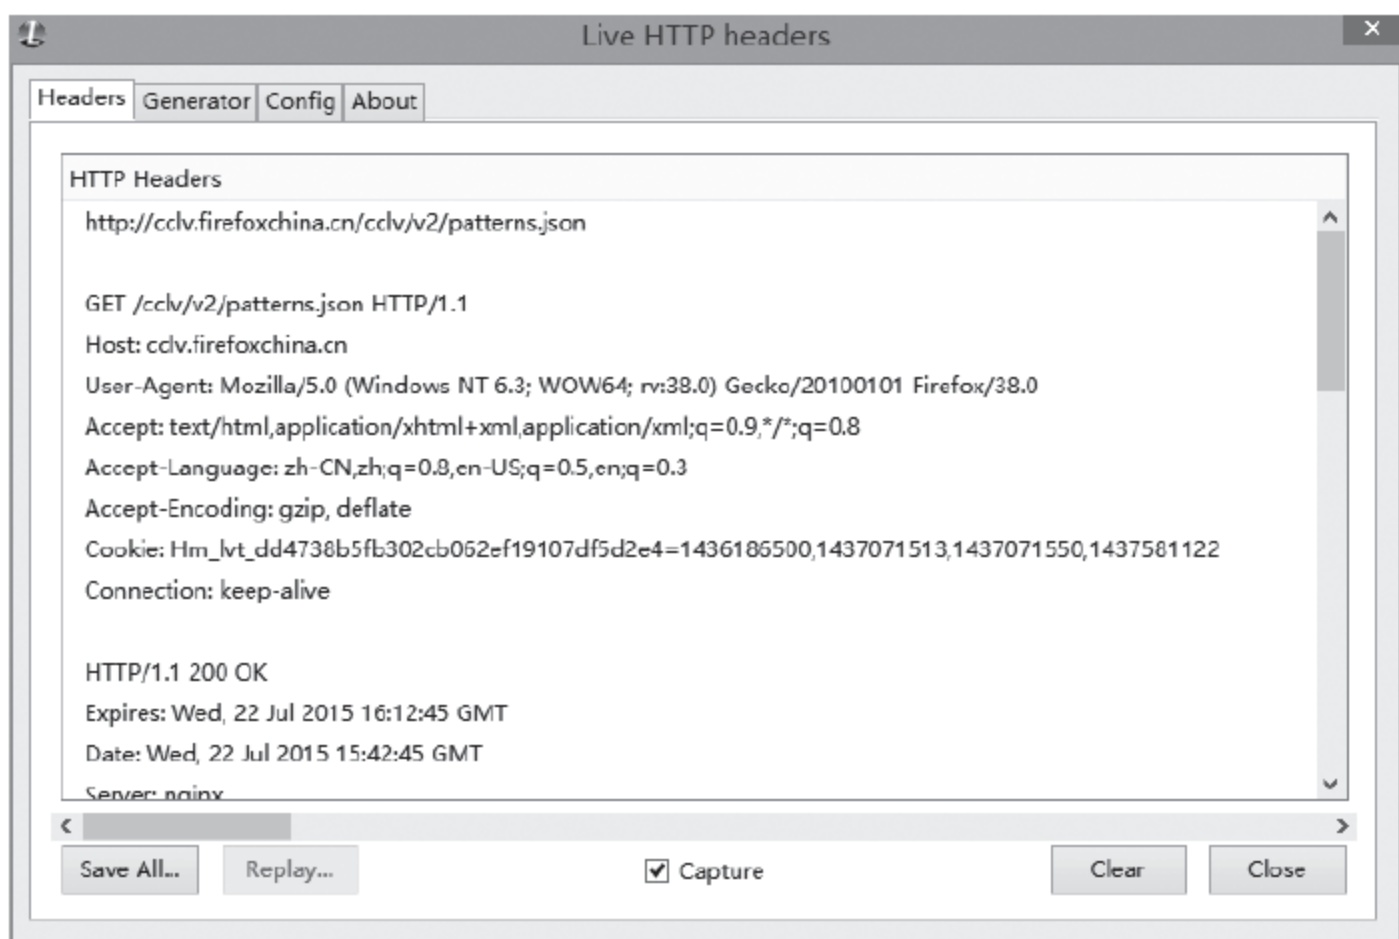 Live HTTP headers
Headers Generator Config About
HTTP Headers
http://cclv.firefoxchina.cn/cclv/v2/patterns.json
GET /cclv/v2/patterns.json HTTP/1.1
Host: cclv.firefoxchina.cn
User-Agent: Mozilla/5.0 (Windows NT 6.3; WOW64; rv:38.0) Gecko/20100101 Firefox/38.0
Accept: text/html,application/xhtml+xml,application/xml;q=0.9,*/*;q=0.8
Accept-Language: zh-CN,zh;q=0.8,en-US;q=0.5,en;q=0.3
Accept-Encoding: gzip, deflate
Cookie: Hm_lvt_dd4738b5fb302cb062ef19107df5d2e4=1436186500,1437071513,1437071550,1437581122
Connection: keep-alive
HTTP/1.1 200 OK
Expires: Wed, 22 Jul 2015 16:12:45 GMT
Date: Wed, 22 Jul 2015 15:42:45 GMT
Server: nginx
Save All... Replay... Capture Clear Close